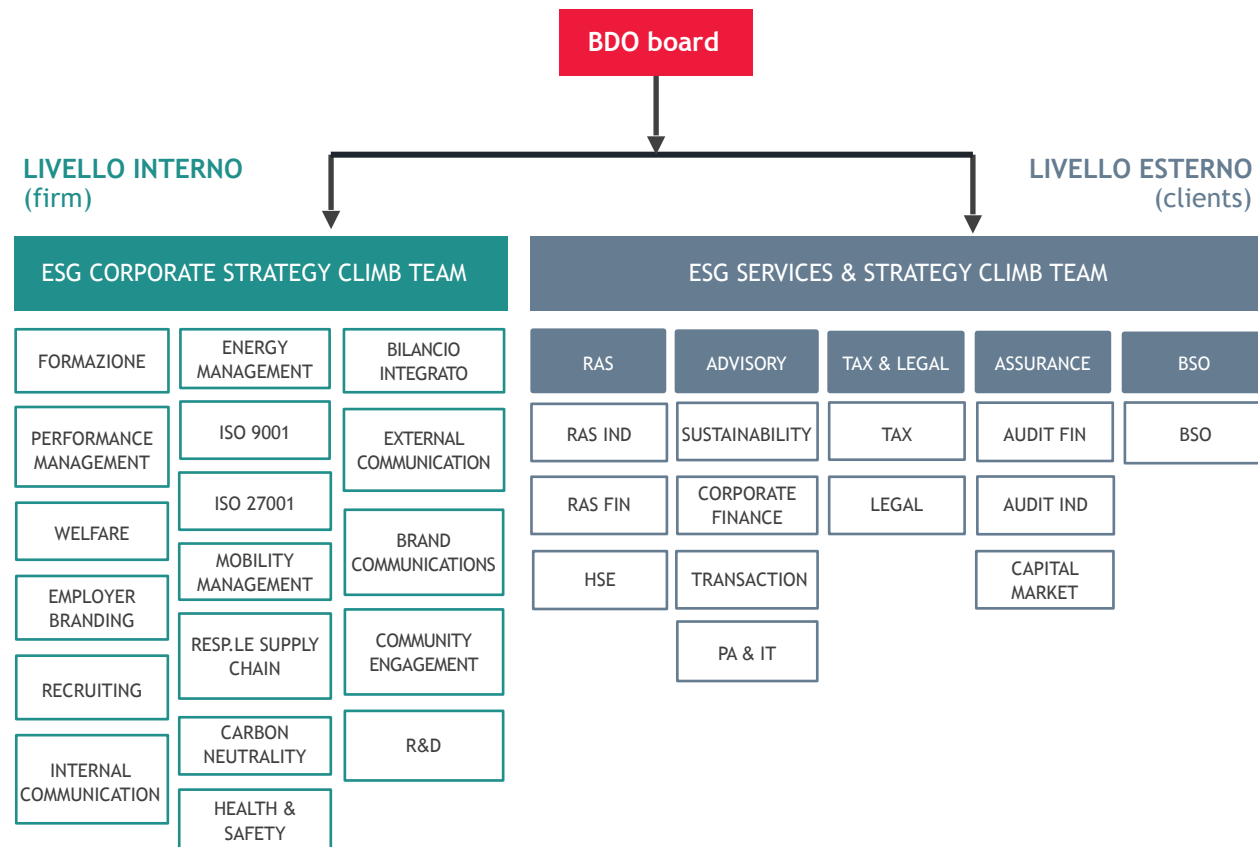 BDO board
LIVELLO INTERNO
(firm)
LIVELLO ESTERNO
(clients)
ESG CORPORATE STRATEGY CLIMB TEAM
FORMAZIONE
PERFORMANCE
MANAGEMENT
WELFARE
EMPLOYER
BRANDING
RECRUITING
INTERNAL
COMMUNICATION
ENERGY
MANAGEMENT
ISO 9001
ISO 27001
MOBILITY
MANAGEMENT
RESP.LE SUPPLY
CHAIN
CARBON
NEUTRALITY
HEALTH &
SAFETY
BILANCIO
INTEGRATO
EXTERNAL
COMMUNICATION
BRAND
COMMUNICATIONS
COMMUNITY
ENGAGEMENT
R&D
ESG SERVICES & STRATEGY CLIMB TEAM
RAS
RAS IND
RAS FIN
HSE
ADVISORY
SUSTAINABILITY
CORPORATE
FINANCE
TRANSACTION
PA & IT
TAX & LEGAL
TAX
LEGAL
ASSURANCE
AUDIT FIN
AUDIT IND
CAPITAL
MARKET
BSO
BSO